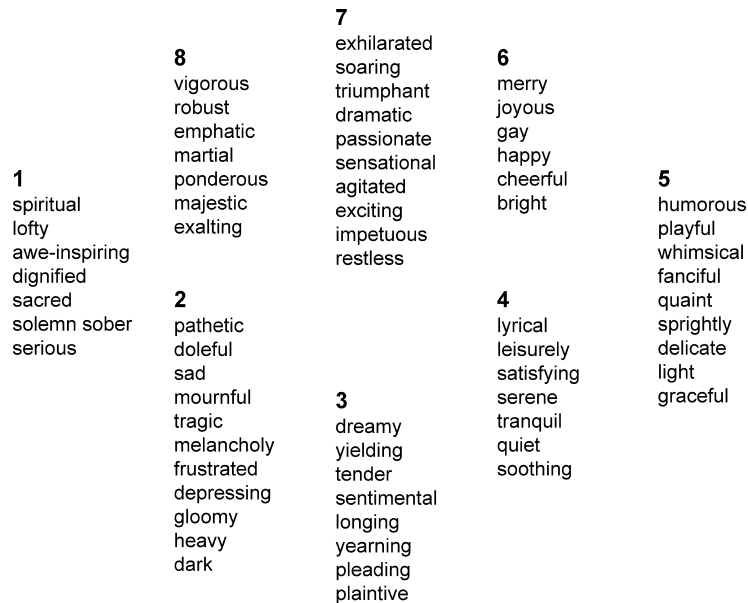 7
exhilarated
soaring
triumphant
dramatic
passionate
sensational
agitated
exciting
impetuous
restless
8
vigorous
robust
emphatic
martial
ponderous
majestic
exalting
6
merry
joyous
gay
happy
cheerful
bright
1
spiritual
lofty
awe-inspiring
dignified
sacred
solemn sober
serious
5
humorous
playful
whimsical
fanciful
quaint
sprightly
delicate
light
graceful
2
pathetic
doleful
sad
mournful
tragic
melancholy
frustrated
depressing
gloomy
heavy
dark
4
lyrical
leisurely
satisfying
serene
tranquil
quiet
soothing
3
dreamy
yielding
tender
sentimental
longing
yearning
pleading
plaintive